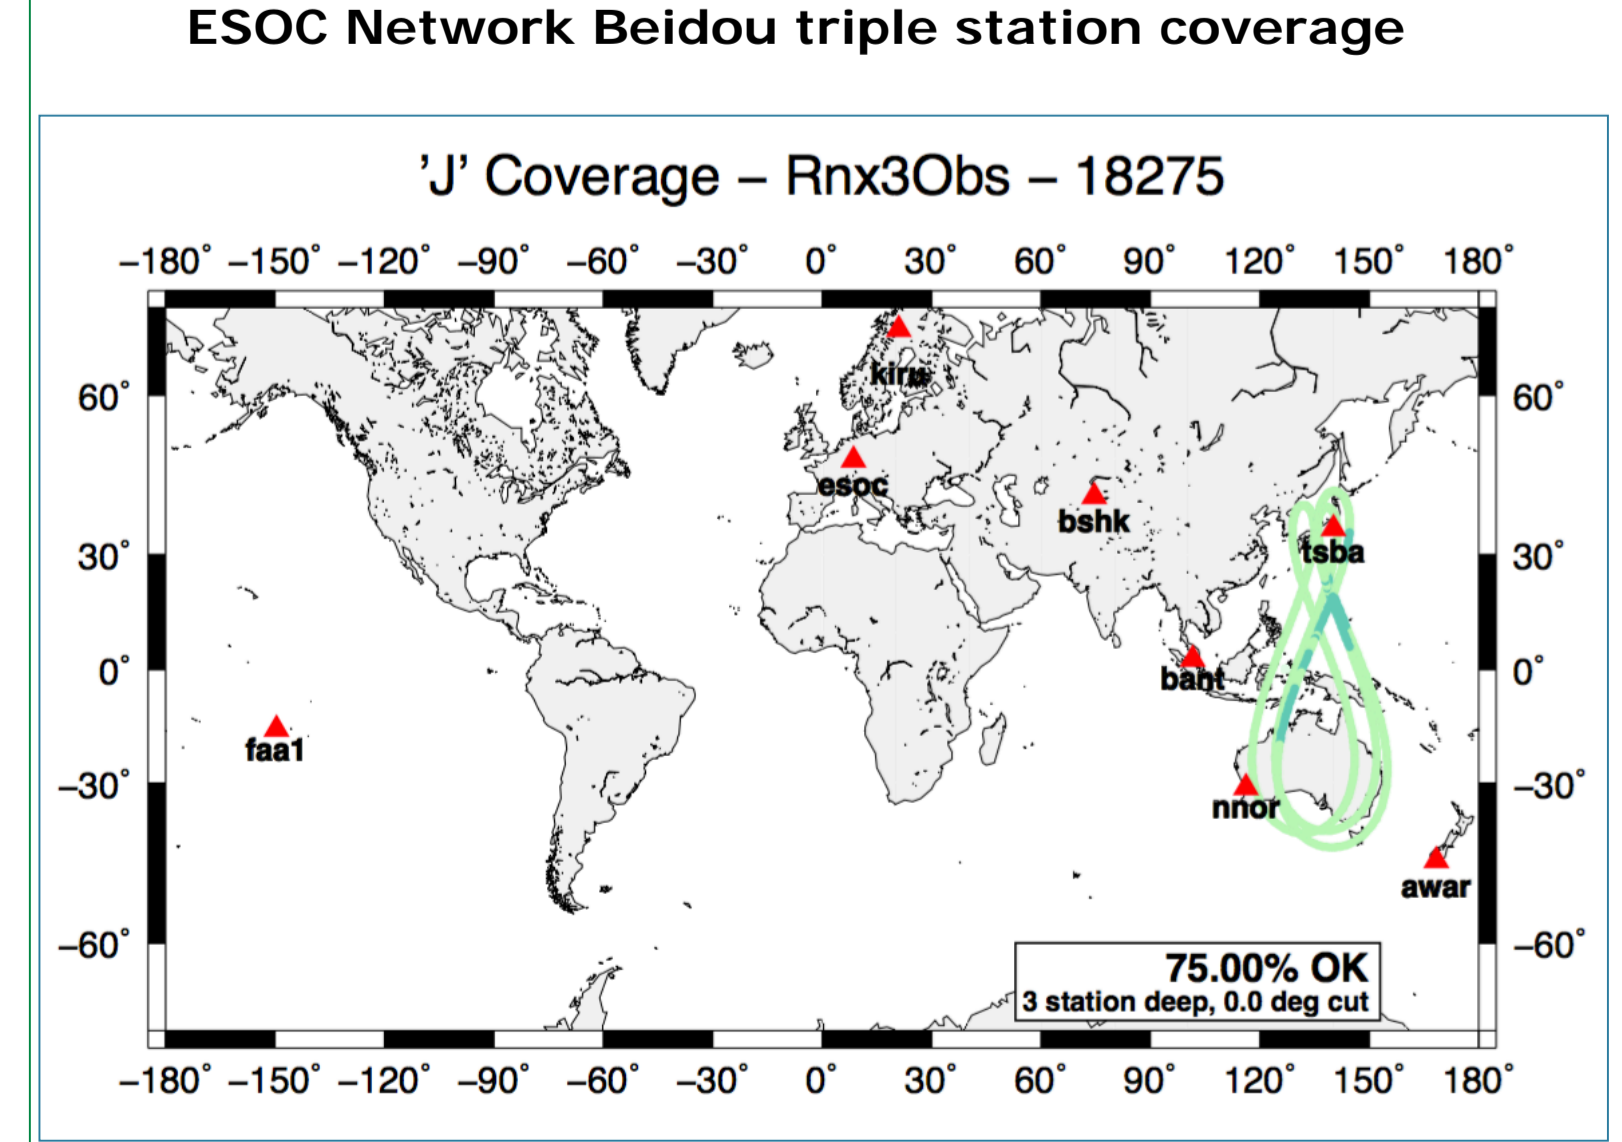 ESOC Network Beidou triple station coverage
'J' Coverage – Rnx3Obs – 18275
−180° −150° −120° −90° −60° −30° 0° 30° 60° 90° 120° 150° 180°
kiru
60° 60°
esoc
bshk
tsba
30° 30°
bant
0° 0°
faa1
−30° −30°
nnor
awar
−60° −60°
75.00% OK
3 station deep, 0.0 deg cut
−180° −150° −120° −90° −60° −30° 0° 30° 60° 90° 120° 150° 180°